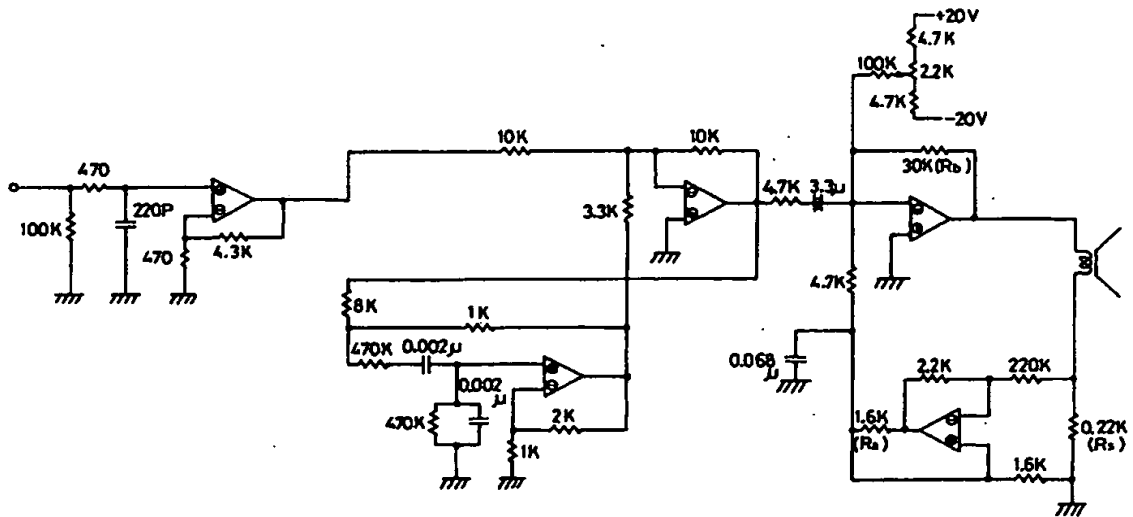 +20V
4.7K
100K
2.2K
4.7K
-20V
10K
10K
30K(Rb)
470
220P
100K
470
4.3K
3.3K
4.7K
3.3μ
4.7K
8K
1K
470K
0.002μ
0.002
μ
470K
2K
1K
0.068
μ
2.2K
220K
1.6K
(Ra)
0.22K
(Rs)
1.6K